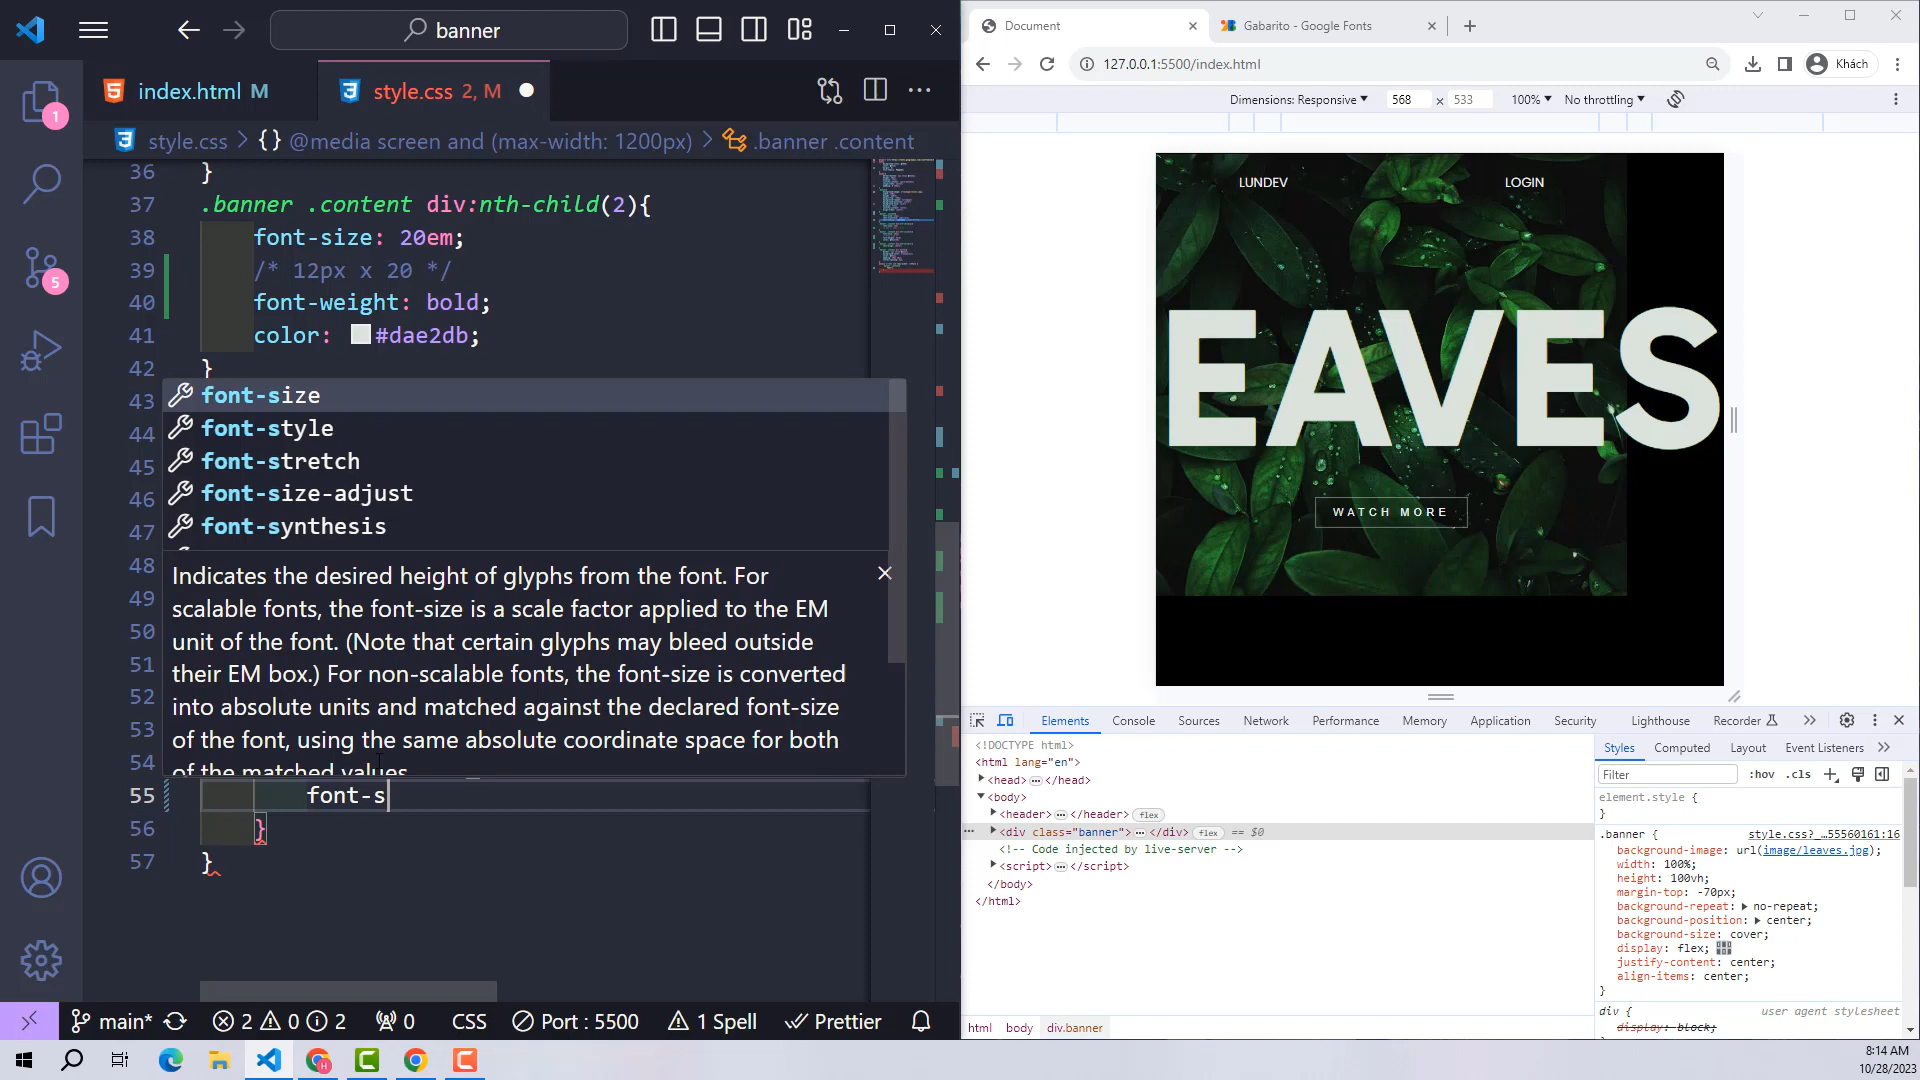 banner
index.html M
style.css 2, M
style.css > {} @media screen and (max-width: 1200px) > .banner .content
36 }
37 .banner .content div:nth-child(2){
38 font-size: 20em;
39 /* 12px x 20 */
40 font-weight: bold;
41 color: #dae2db;
42 }
43
44
45
46
47
48
49
50
51
52
53
54
font-size
font-style
font-stretch
font-size-adjust
font-synthesis
Indicates the desired height of glyphs from the font. For
scalable fonts, the font-size is a scale factor applied to the EM
unit of the font. (Note that certain glyphs may bleed outside
their EM box.) For non-scalable fonts, the font-size is converted
into absolute units and matched against the declared font-size
of the font, using the same absolute coordinate space for both
of the matched values.
55 font-s
56 }
57 }
1
5
main* 2 0 2 0 CSS Port : 5500 1 Spell Prettier
Document
Gabarito - Google Fonts
127.0.0.1:5500/index.html
Khách
Dimensions: Responsive 568 x 533 100% No throttling
LUNDEV LOGIN
EAVES
WATCH MORE
Elements Console Sources Network Performance Memory Application Security Lighthouse Recorder
<!DOCTYPE html>
<html lang="en">
<head> … </head>
<body>
<header> … </header> flex
<div class="banner"> … </div> flex == $0
<!-- Code injected by live-server -->
<script> … </script>
</body>
</html>
html body div.banner
Styles Computed Layout Event Listeners
Filter :hov .cls
element.style {
}
.banner { style.css?_…55560161:16
background-image: url(image/leaves.jpg);
width: 100%;
height: 100vh;
margin-top: -70px;
background-repeat: no-repeat;
background-position: center;
background-size: cover;
display: flex;
justify-content: center;
align-items: center;
}
div { user agent stylesheet
display: block;
8:14 AM
10/28/2023